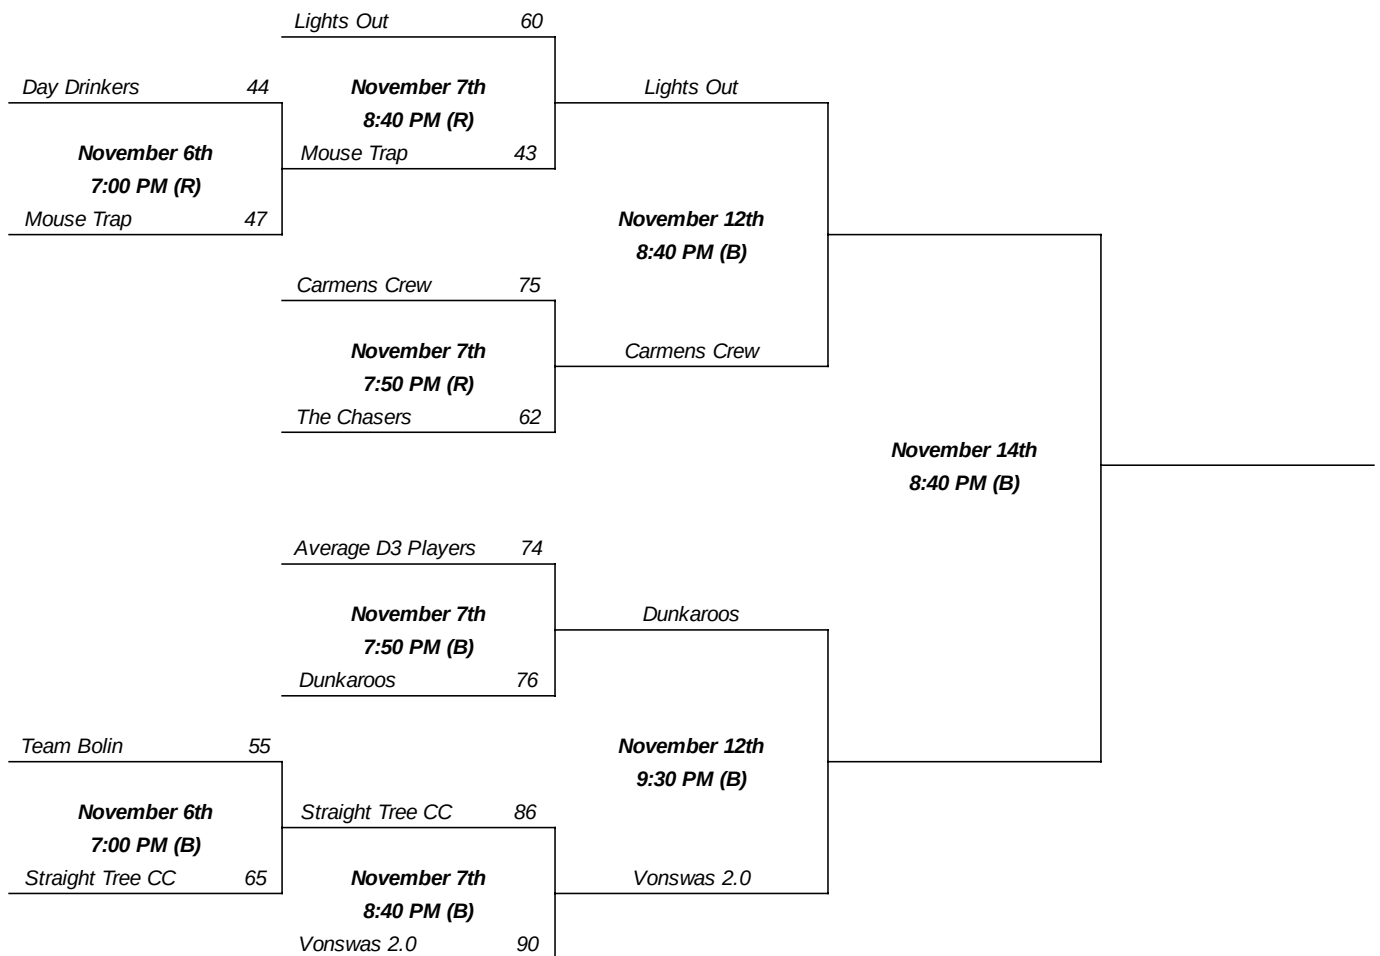 Lights Out 60
Day Drinkers 44
November 7th
Lights Out
8:40 PM (R)
November 6th
Mouse Trap 43
7:00 PM (R)
Mouse Trap 47
November 12th
8:40 PM (B)
Carmens Crew 75
November 7th
Carmens Crew
7:50 PM (R)
The Chasers 62
November 14th
8:40 PM (B)
Average D3 Players 74
November 7th
Dunkaroos
7:50 PM (B)
Dunkaroos 76
Team Bolin 55
November 12th
9:30 PM (B)
November 6th
Straight Tree CC 86
7:00 PM (B)
Straight Tree CC 65
November 7th
Vonswas 2.0
8:40 PM (B)
Vonswas 2.0 90